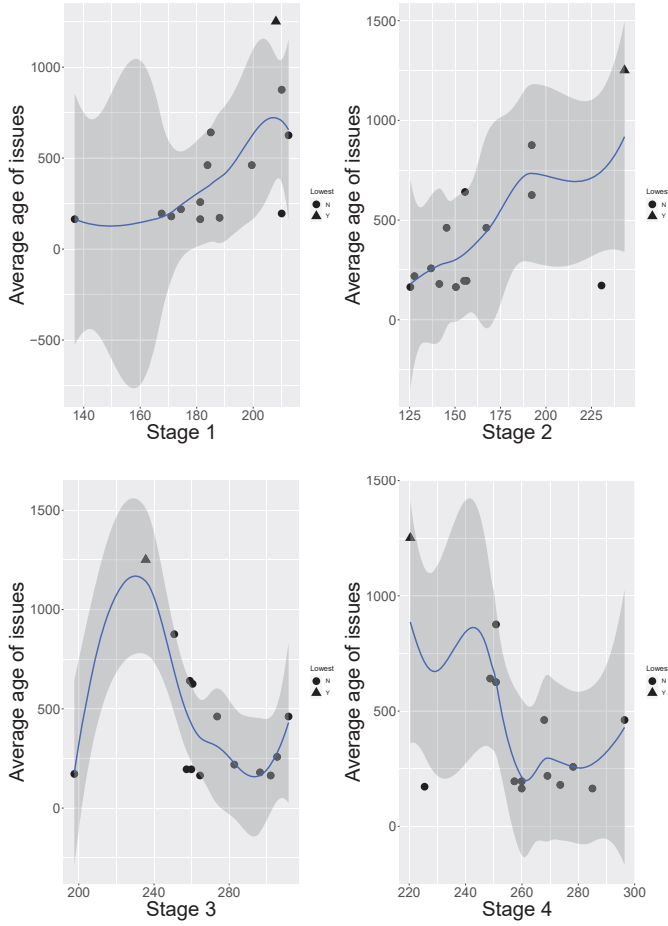 Average age of issues
1000
500
0
−500
140 160 180 200
Stage 1
Lowest
N
Y
Average age of issues
1500
1000
500
0
125 150 175 200 225
Stage 2
Lowest
N
Y
Average age of issues
1500
1000
500
0
200 240 280
Stage 3
Lowest
N
Y
Average age of issues
1500
1000
500
0
220 240 260 280 300
Stage 4
Lowest
N
Y